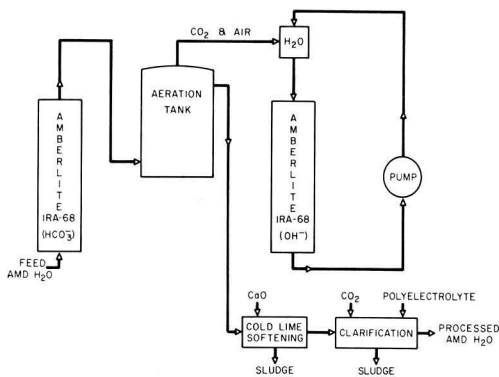 CO2 & AIR
H2O
AMBERLITE
IRA-68
(HCO3-)
AERATION
TANK
AMBERLITE
IRA-68
(OH-)
PUMP
FEED
AMD H2O
CaO
CO2
POLYELECTROLYTE
COLD LIME
SOFTENING
CLARIFICATION
PROCESSED
AMD H2O
SLUDGE
SLUDGE